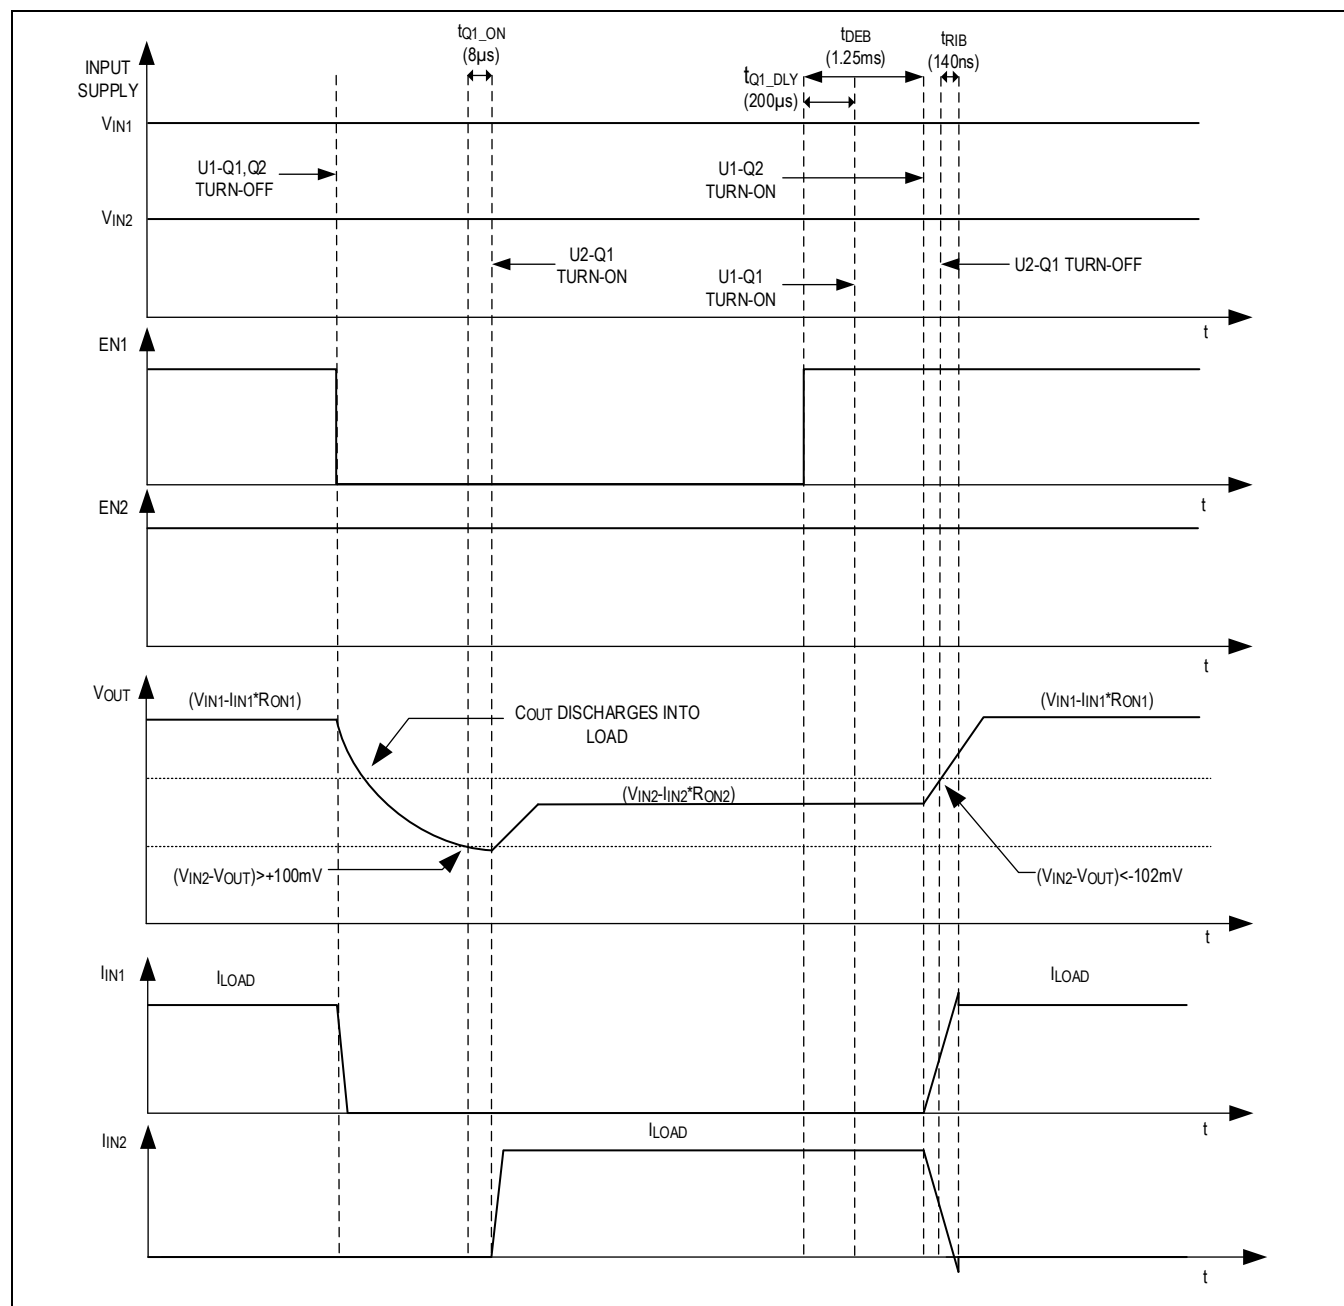 tQ1_ON
(8µs)
tDEB
(1.25ms)
tRIB
(140ns)
tQ1_DLY
(200µs)
INPUT
SUPPLY
VIN1
U1-Q1,Q2
TURN-OFF
U1-Q2
TURN-ON
VIN2
U2-Q1
TURN-ON
U1-Q1
TURN-ON
U2-Q1 TURN-OFF
t
EN1
t
EN2
t
VOUT
(VIN1-IIN1*RON1)
COUT DISCHARGES INTO
LOAD
(VIN1-IIN1*RON1)
(VIN2-IIN2*RON2)
(VIN2-VOUT)>+100mV
(VIN2-VOUT)<-102mV
t
IIN1
ILOAD
ILOAD
t
IIN2
ILOAD
t